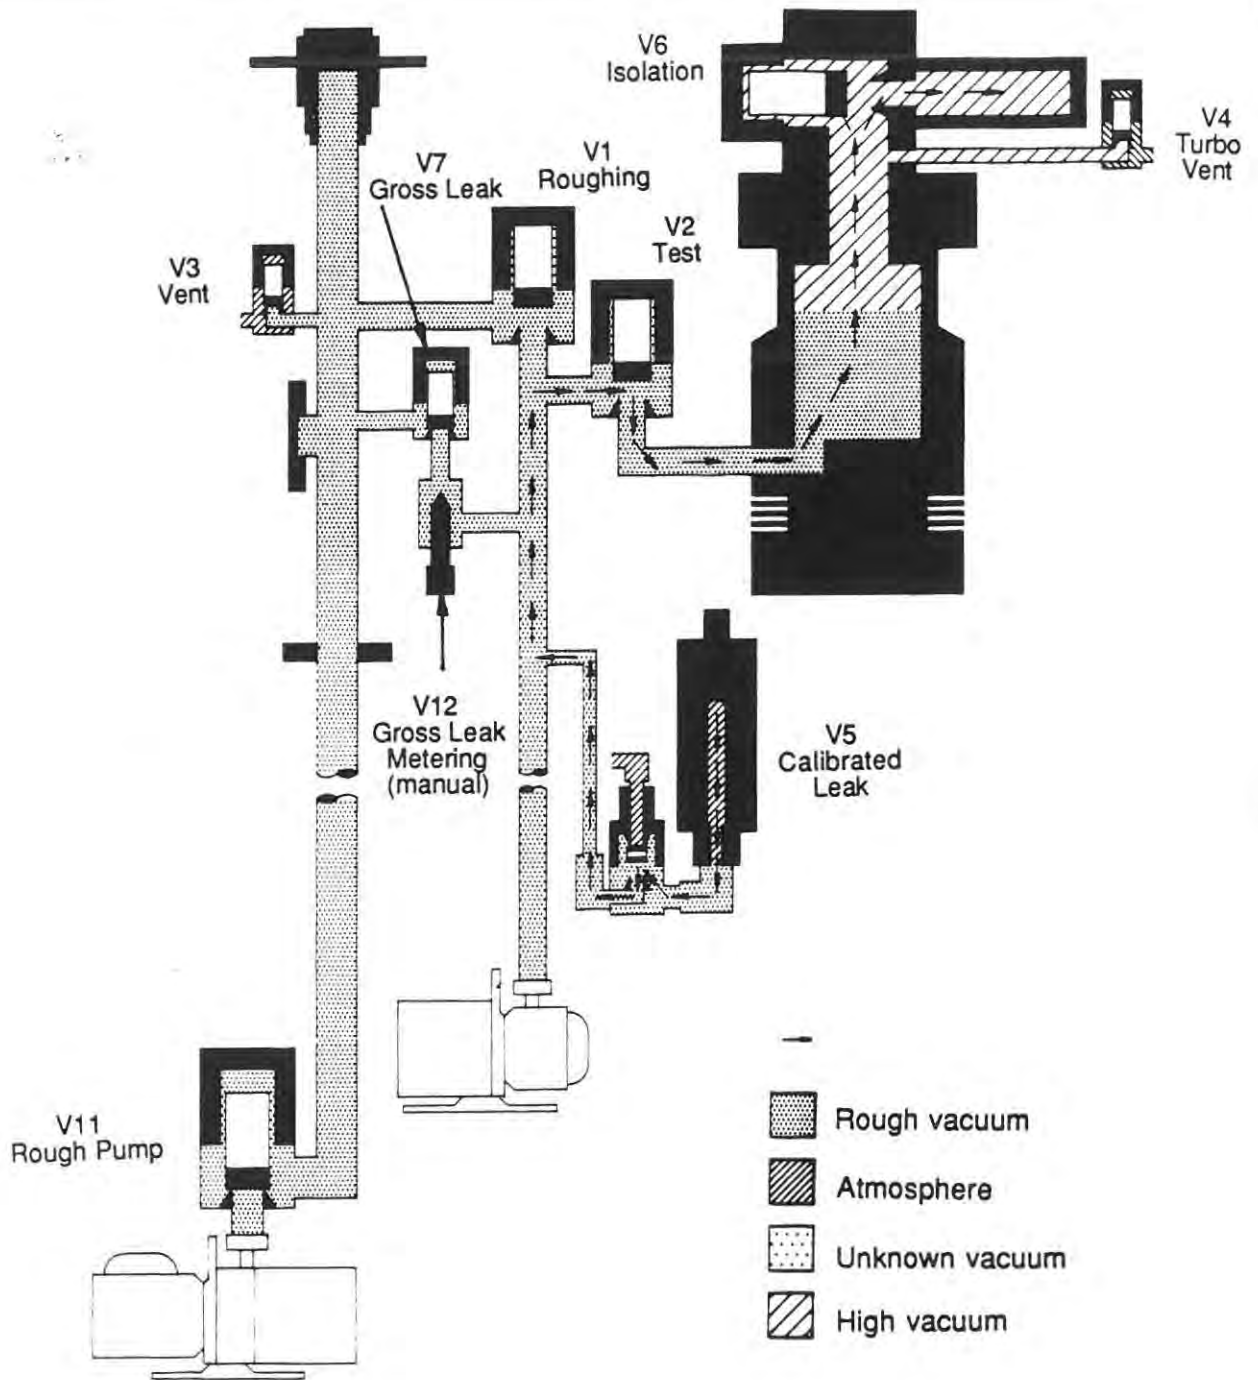 V6
Isolation
V4
Turbo
Vent
V7
Gross Leak
V1
Roughing
V2
Test
V3
Vent
V12
Gross Leak
Metering
(manual)
V5
Calibrated
Leak
V11
Rough Pump
Rough vacuum
Atmosphere
Unknown vacuum
High vacuum